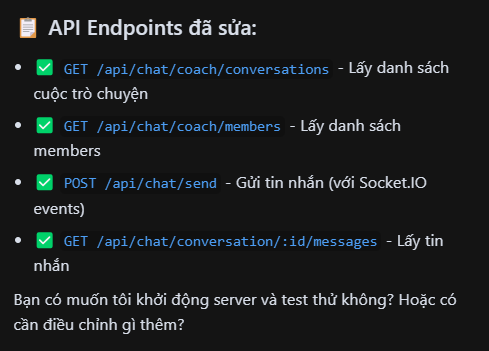 📋 API Endpoints đã sửa:
• ✅ GET /api/chat/coach/conversations - Lấy danh sách
cuộc trò chuyện
• ✅ GET /api/chat/coach/members - Lấy danh sách
members
• ✅ POST /api/chat/send - Gửi tin nhắn (với Socket.IO
events)
• ✅ GET /api/chat/conversation/:id/messages - Lấy tin
nhắn
Bạn có muốn tôi khởi động server và test thử không? Hoặc có
cần điều chỉnh gì thêm?